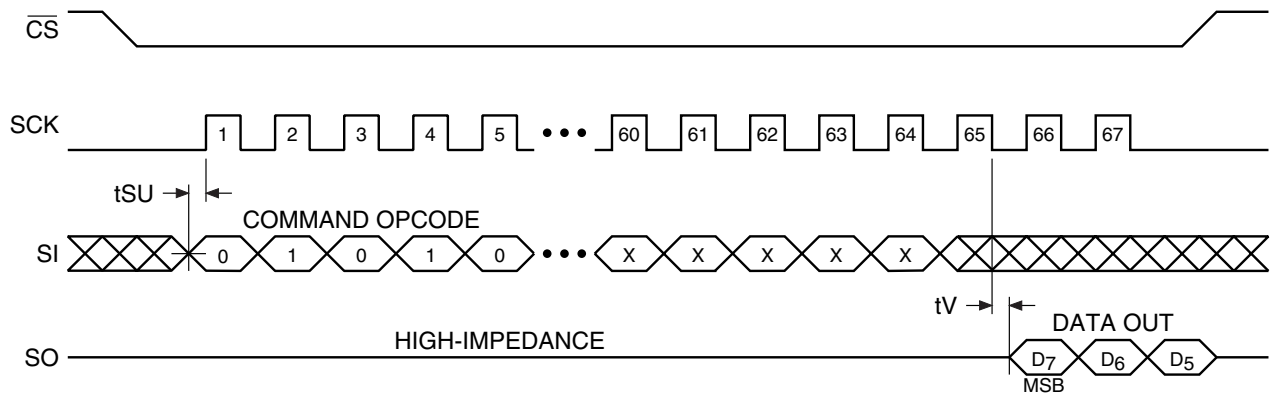 CS
SCK 1 2 3 4 5 ••• 60 61 62 63 64 65 66 67
tSU
COMMAND OPCODE
SI 0 1 0 1 0 ••• X X X X X
tV
DATA OUT
HIGH-IMPEDANCE
SO D7 D6 D5
MSB